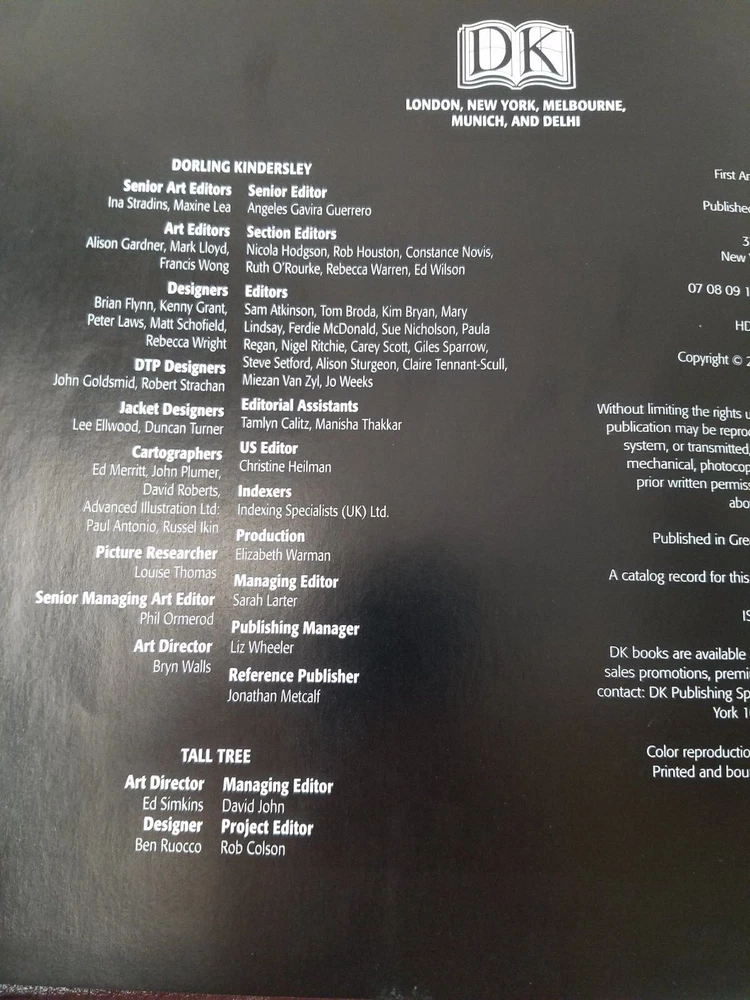 DK
LONDON, NEW YORK, MELBOURNE,
MUNICH, AND DELHI
DORLING KINDERSLEY
Senior Art Editors
Ina Stradins, Maxine Lea
Art Editors
Alison Gardner, Mark Lloyd,
Francis Wong
Designers
Brian Flynn, Kenny Grant,
Peter Laws, Matt Schofield,
Rebecca Wright
DTP Designers
John Goldsmid, Robert Strachan
Jacket Designers
Lee Ellwood, Duncan Turner
Cartographers
Ed Merritt, John Plumer,
David Roberts,
Advanced Illustration Ltd:
Paul Antonio, Russel Ikin
Picture Researcher
Louise Thomas
Senior Managing Art Editor
Phil Ormerod
Art Director
Bryn Walls
Senior Editor
Angeles Gavira Guerrero
Section Editors
Nicola Hodgson, Rob Houston, Constance Novis,
Ruth O'Rourke, Rebecca Warren, Ed Wilson
Editors
Sam Atkinson, Tom Broda, Kim Bryan, Mary
Lindsay, Ferdie McDonald, Sue Nicholson, Paula
Regan, Nigel Ritchie, Carey Scott, Giles Sparrow,
Steve Setford, Alison Sturgeon, Claire Tennant-Scull,
Miezan Van Zyl, Jo Weeks
Editorial Assistants
Tamlyn Calitz, Manisha Thakkar
US Editor
Christine Heilman
Indexers
Indexing Specialists (UK) Ltd.
Production
Elizabeth Warman
Managing Editor
Sarah Larter
Publishing Manager
Liz Wheeler
Reference Publisher
Jonathan Metcalf
TALL TREE
Art Director
Ed Simkins
Designer
Ben Ruocco
Managing Editor
David John
Project Editor
Rob Colson
First
Published
New
07 08 09
Copyright ©
Without limiting the rights
publication may be
system, or transmitted,
mechanical,
prior written
Published in
A catalog record for this
DK books are available
sales promotions,
contact: DK Publishing
York
Color
Printed and